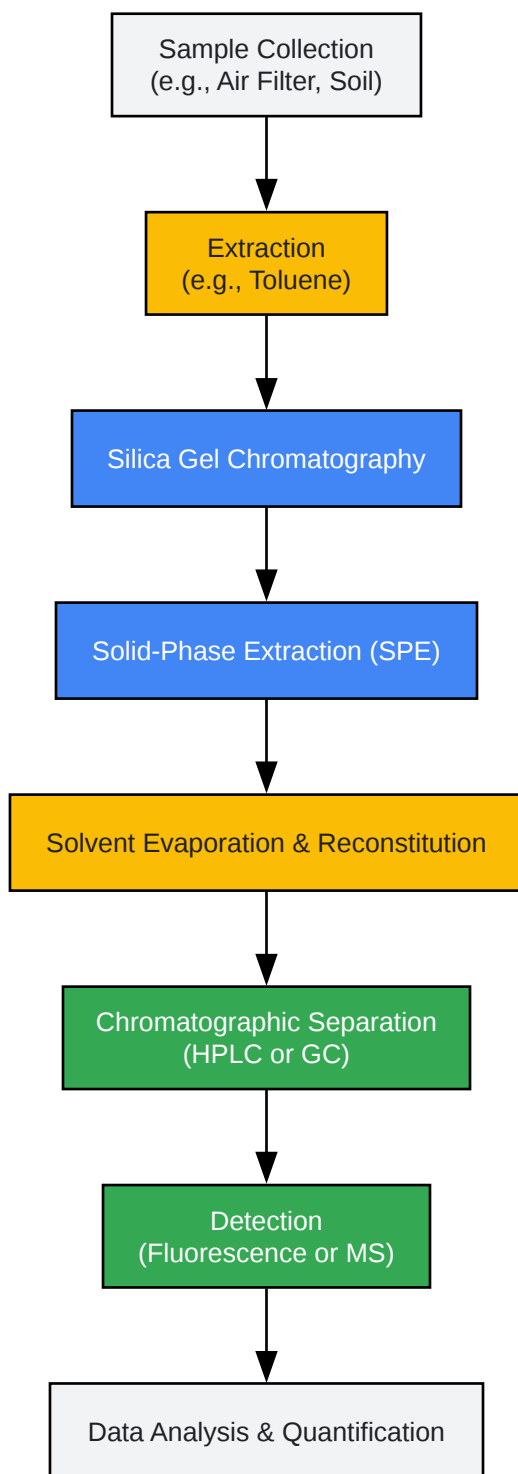 Sample Collection
(e.g., Air Filter, Soil)
Extraction
(e.g., Toluene)
Silica Gel Chromatography
Solid-Phase Extraction (SPE)
Solvent Evaporation & Reconstitution
Chromatographic Separation
(HPLC or GC)
Detection
(Fluorescence or MS)
Data Analysis & Quantification